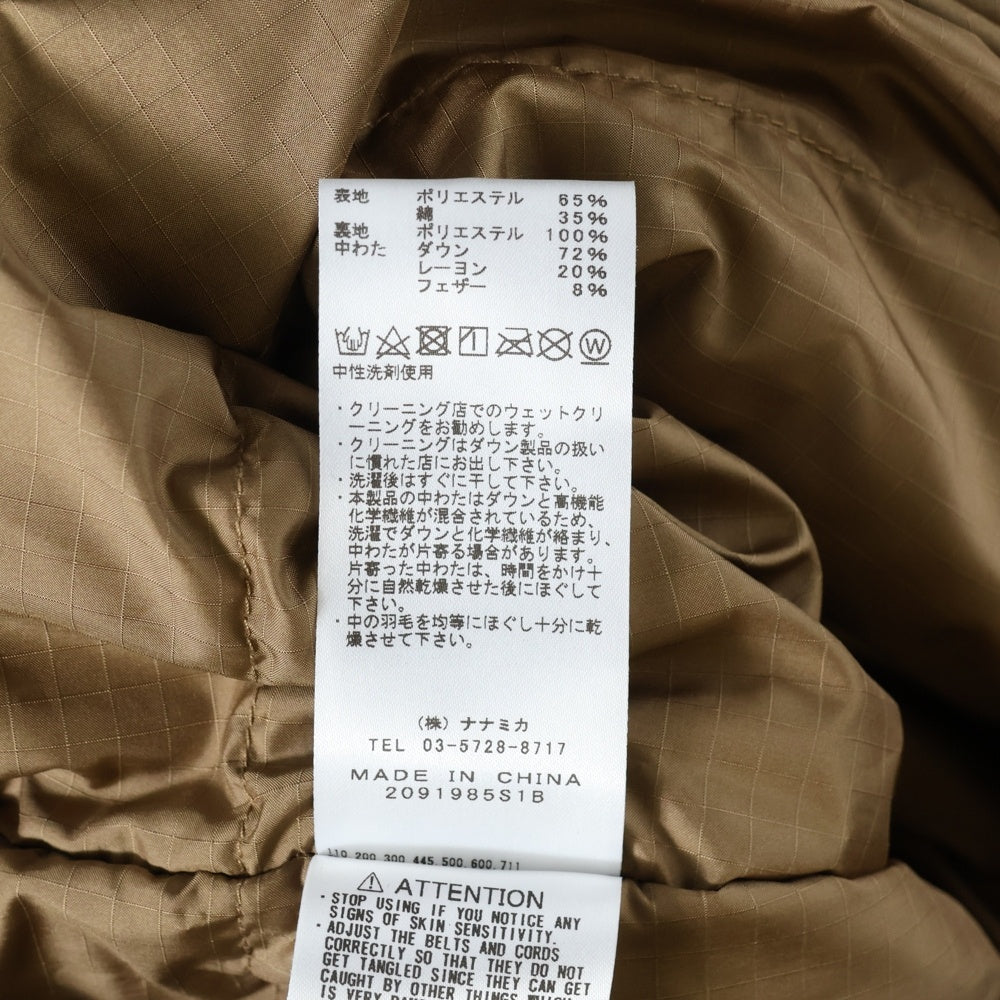 表地 ポリエステル 65%
綿 35%
裏地 ポリエステル 100%
中わた ダウン 72%
レーヨン 20%
フェザー 8%
W
中性洗剤使用
・クリーニング店でのウェットクリ
ーニングをお勧めします。
・クリーニングはダウン製品の扱い
に慣れた店にお出し下さい。
・洗濯後はすぐに干して下さい。
・本製品の中わたはダウンと高機能
化学繊維が混合されているため、
洗濯でダウンと化学繊維が絡まり、
中わたが片寄る場合があります。
片寄った中わたは、時間をかけ十
分に自然乾燥させた後にほぐして
下さい。
・中の羽毛を均等にほぐし十分に乾
燥させて下さい。
(株)ナナミカ
TEL 03-5728-8717
MADE IN CHINA
2091985S1B
110.200.300.445.500.600.711
ATTENTION
・STOP USING IF YOU NOTICE ANY
SIGNS OF SKIN SENSITIVITY.
・ADJUST THE BELTS AND CORDS
CORRECTLY SO THAT THEY DO NOT
GET TANGLED SINCE THEY CAN GET
CAUGHT BY OTHER THINGS WHICH
IS VERY